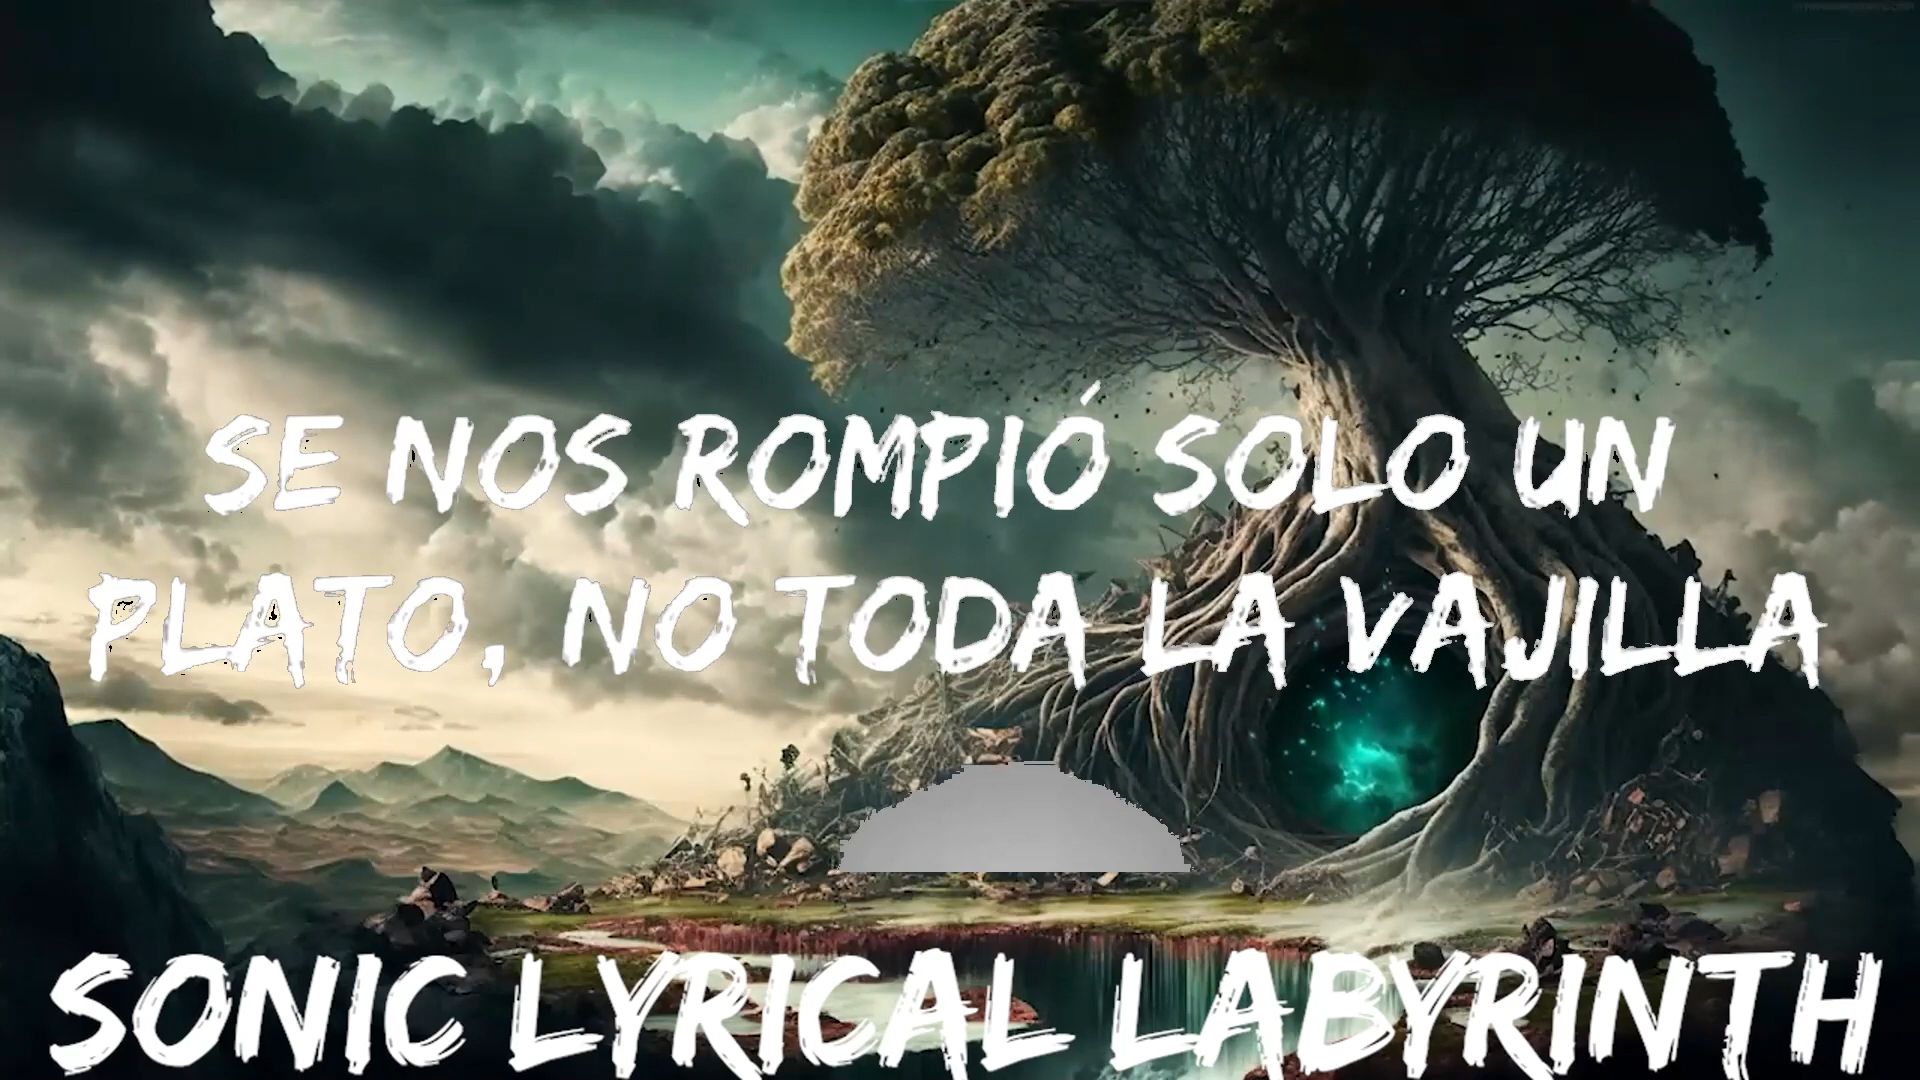 SE NOS ROMPIÓ SOLO UN
PLATO, NO TODA LA VAJILLA
SONIC LYRICAL LABYRINTH